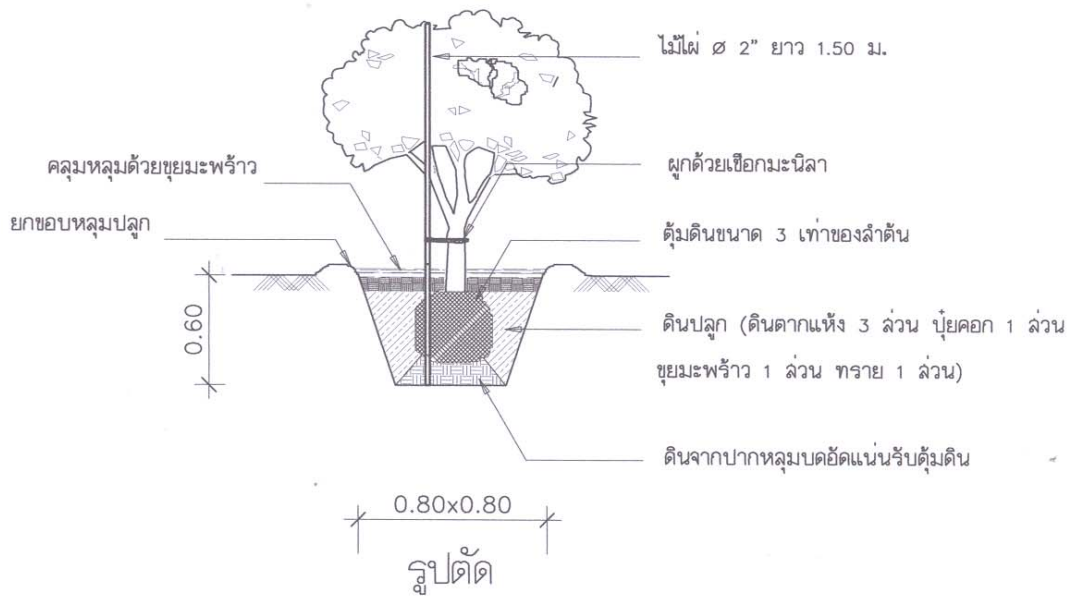 ไม้ไผ่ Ø 2" ยาว 1.50 ม.
คลุมหลุมด้วยขุยมะพร้าว
ผูกด้วยเชือกมะนิลา
ยกขอบหลุมปลูก
ตุ้มดินขนาด 3 เท่าของลำต้น
0.60
ดินปลูก (ดินตากแห้ง 3 ส่วน ปุ๋ยคอก 1 ส่วน
ขุยมะพร้าว 1 ส่วน ทราย 1 ส่วน)
ดินจากปากหลุมบดอัดแน่นรับตุ้มดิน
0.80x0.80
รูปตัด